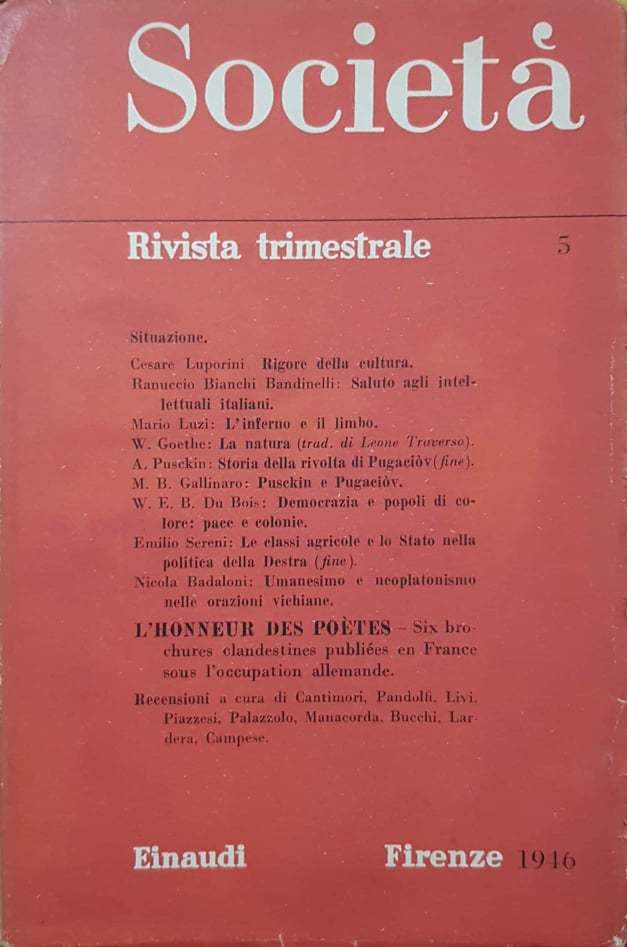 Società
Rivista trimestrale 5
Situazione.
Cesare Luporini Rigore della cultura.
Ranuccio Bianchi Bandinelli: Saluto agli intel-
lettuali italiani.
Mario Luzi: L'inferno e il limbo.
W. Goethe: La natura (trad. di Leone Traverso).
A. Pusckin: Storia della rivolta di Pugaciòv (fine).
M. B. Gallinaro: Pusckin e Pugaciòv.
W. E. B. Du Bois: Democrazia e popoli di co-
lore: pace e colonie.
Emilio Sereni: Le classi agricole e lo Stato nella
politica della Destra (fine).
Nicola Badaloni: Umanesimo e neoplatonismo
nelle orazioni vichiane.
L'HONNEUR DES POÈTES – Six bro-
chures clandestines publiées en France
sous l'occupation allemande.
Recensioni a cura di Cantimori, Pandolfi, Livi,
Piazzesi, Palazzolo, Manacorda, Bucchi, Lar-
dera, Campese.
Einaudi Firenze 1946